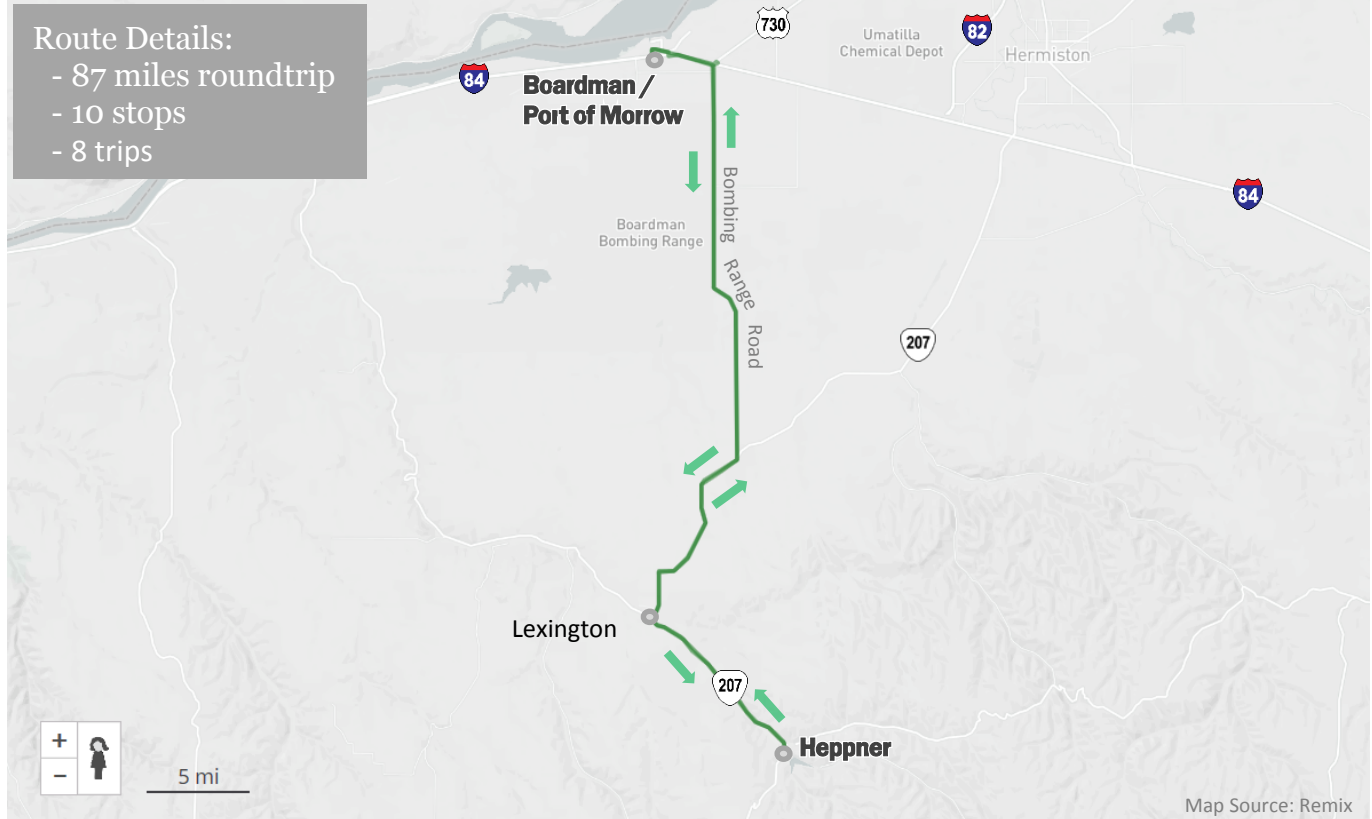 Route Details:
- 87 miles roundtrip
- 10 stops
- 8 trips
730
82
Umatilla
Chemical Depot
Hermiston
84
Boardman /
Port of Morrow
84
Bombing Range Road
Boardman
Bombing Range
207
Lexington
207
Heppner
+
−
5 mi
Map Source: Remix